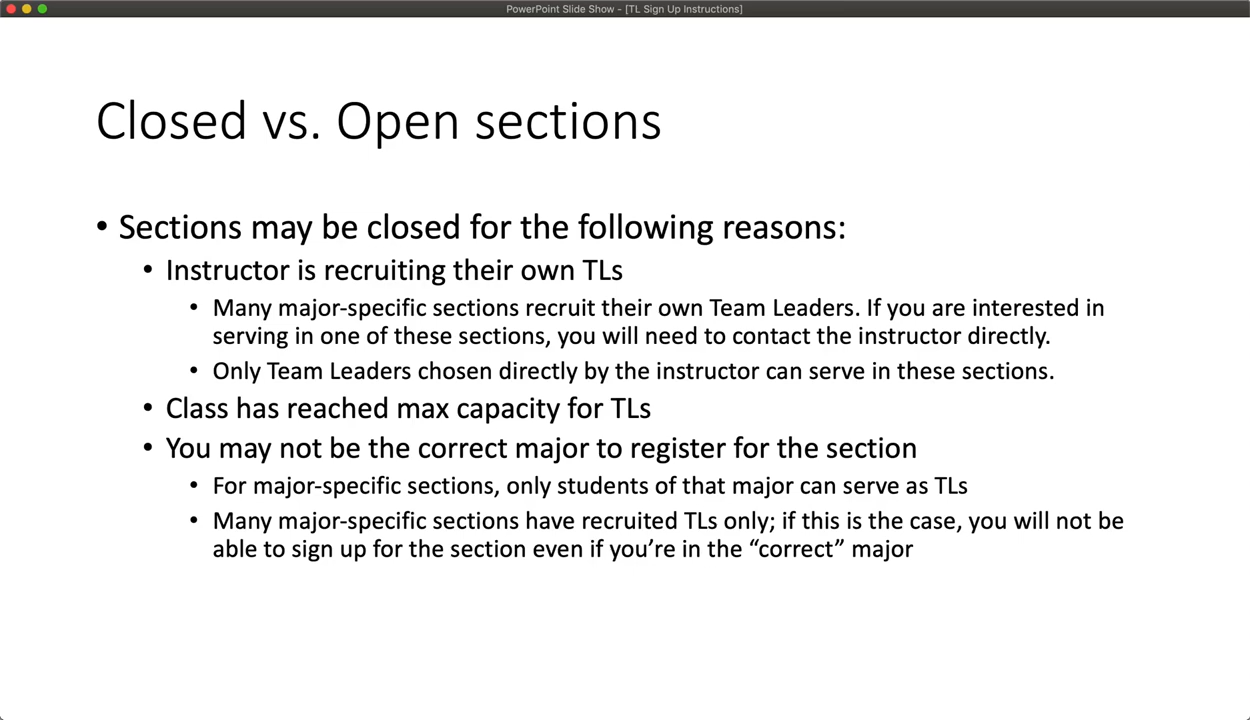 PowerPoint Slide Show - [TL Sign Up Instructions]
Closed vs. Open sections
• Sections may be closed for the following reasons:
• Instructor is recruiting their own TLs
• Many major-specific sections recruit their own Team Leaders. If you are interested in
serving in one of these sections, you will need to contact the instructor directly.
• Only Team Leaders chosen directly by the instructor can serve in these sections.
• Class has reached max capacity for TLs
• You may not be the correct major to register for the section
• For major-specific sections, only students of that major can serve as TLs
• Many major-specific sections have recruited TLs only; if this is the case, you will not be
able to sign up for the section even if you’re in the “correct” major